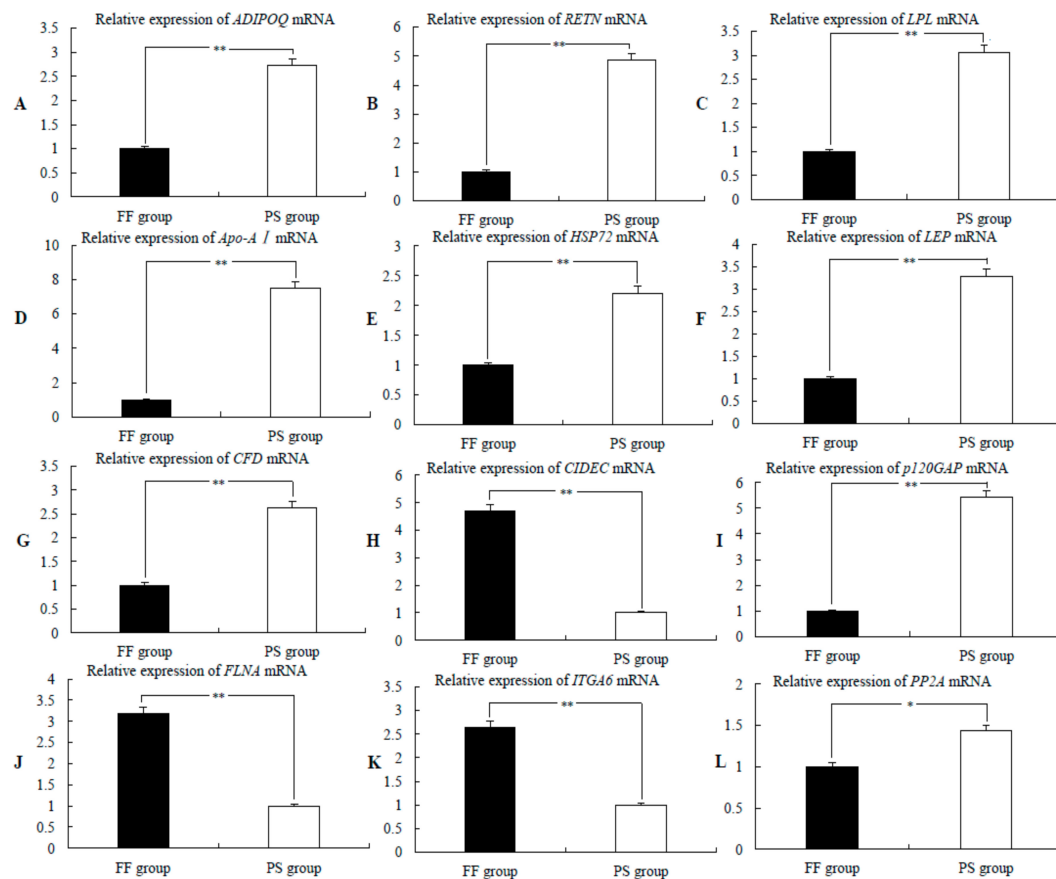 Relative expression of ADIPOQ mRNA
3.5
3
2.5
2
1.5
1
0.5
0
**
A
FF group
PS group
Relative expression of RETN mRNA
6
5
4
3
2
1
0
**
B
FF group
PS group
Relative expression of LPL mRNA
3.5
3
2.5
2
1.5
1
0.5
0
**
C
FF group
PS group
Relative expression of Apo-A I mRNA
10
8
6
4
2
0
**
D
FF group
PS group
Relative expression of HSP72 mRNA
3
2.5
2
1.5
1
0.5
0
**
E
FF group
PS group
Relative expression of LEP mRNA
4
3.5
3
2.5
2
1.5
1
0.5
0
**
F
FF group
PS group
Relative expression of CFD mRNA
3.5
3
2.5
2
1.5
1
0.5
0
**
G
FF group
PS group
Relative expression of CIDEC mRNA
6
5
4
3
2
1
0
**
H
FF group
PS group
Relative expression of p120GAP mRNA
6
5
4
3
2
1
0
**
I
FF group
PS group
Relative expression of FLNA mRNA
4
3.5
3
2.5
2
1.5
1
0.5
0
**
J
FF group
PS group
Relative expression of ITGA6 mRNA
3.5
3
2.5
2
1.5
1
0.5
0
**
K
FF group
PS group
Relative expression of PP2A mRNA
2
1.5
1
0.5
0
*
L
FF group
PS group